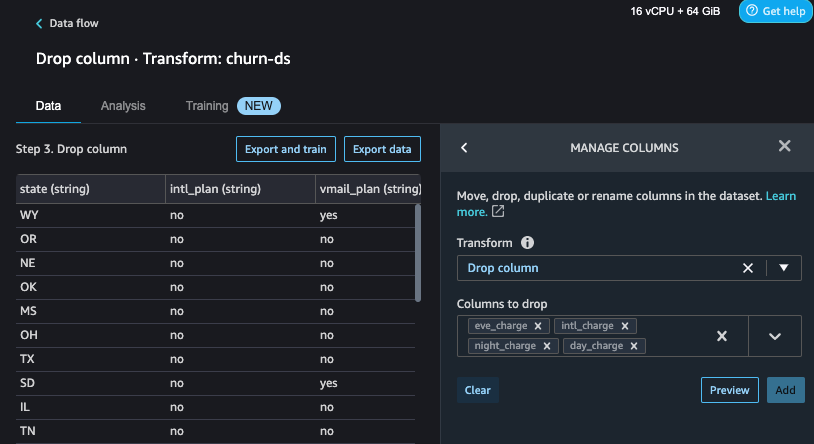 16 vCPU + 64 GiB
Get help
Data flow
Drop column · Transform: churn-ds
Data Analysis Training NEW
Step 3. Drop column Export and train Export data
state (string) intl_plan (string) vmail_plan (string)
WY no yes
OR no no
NE no no
OK no no
MS no no
OH no no
TX no no
SD no yes
IL no no
TN no no
MANAGE COLUMNS
Move, drop, duplicate or rename columns in the dataset. Learn
more.
Transform
Drop column
Columns to drop
eve_charge intl_charge
night_charge day_charge
Clear Preview Add